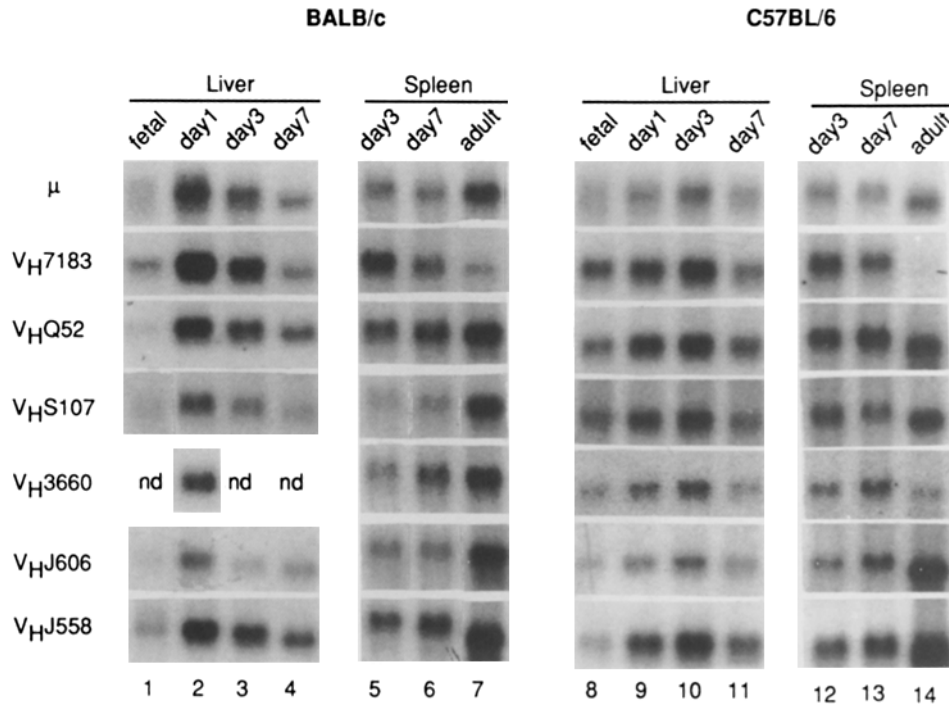 BALB/c C57BL/6
Liver Spleen Liver Spleen
fetal day1 day3 day7 day3 day7 adult fetal day1 day3 day7 day3 day7 adult
μ
VH7183
VHQ52
VHS107
VH3660 nd nd nd
VHJ606
VHJ558
1 2 3 4 5 6 7 8 9 10 11 12 13 14